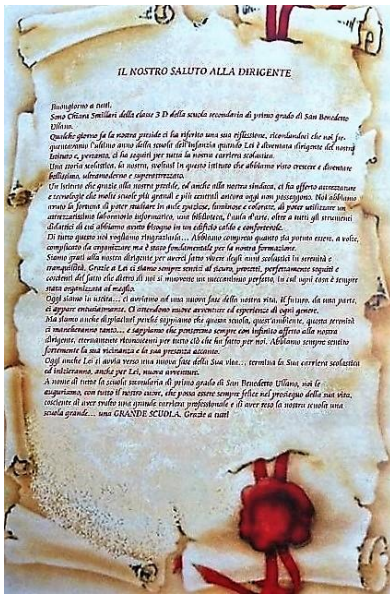 IL NOSTRO SALUTO ALLA DIRIGENTE
Buongiorno a tutti.
Sono Chiara Smillari della classe 3 D della scuola secondaria di primo grado di San Benedetto
Ullano.
Qualche giorno fa la nostra preside ci ha riferito una sua riflessione, ricordandoci che noi fre-
quentavamo l'ultimo anno della scuola dell'infanzia quando Lei è diventata dirigente del nostro
Istituto e, pertanto, ci ha seguiti per tutta la nostra carriera scolastica.
Una storia scolastica, la nostra, svoltasi in questo istituto che abbiamo visto crescere e diventare
bellissimo, ultramoderno e superattrezzato.
Un Istituto che grazie alla nostra preside, ed anche alla nostra sindaca, ci ha offerto attrezzature
e tecnologie che molte scuole più grandi e più centrali ancora oggi non posseggono. Noi abbiamo
avuto la fortuna di poter studiare in aule spaziose, luminose e colorate, di poter utilizzare un
attrezzatissimo laboratorio informatico, una biblioteca, l'aula d'arte, oltre a tutti gli strumenti
didattici di cui abbiamo avuto bisogno in un edificio caldo e confortevole.
Di tutto questo noi vogliamo ringraziarla... Abbiamo compreso quanto sia potuto essere, a volte,
complicato da organizzare ma è stato fondamentale per la nostra formazione.
Siamo grati alla nostra dirigente per averci fatto vivere degli anni scolastici in serenità e
tranquillità. Grazie a Lei ci siamo sempre sentiti al sicuro, protetti, perfettamente seguiti e
coscienti del fatto che dietro di noi si muovesse un meccanismo perfetto, in cui ogni cosa è sempre
stata organizzata al meglio.
Oggi siamo in uscita... ci avviamo ad una nuova fase della nostra vita. Il futuro, da una parte,
ci appare entusiasmante. Ci attendono nuove avventure ed esperienze di ogni genere.
Ma siamo anche dispiaciuti perché sappiamo che questa scuola, quest'ambiente, questa serenità
ci mancheranno tanto... e sappiamo che penseremo sempre con infinito affetto alla nostra
dirigente, eternamente riconoscenti per tutto ciò che ha fatto per noi. Abbiamo sempre sentito
fortemente la sua vicinanza e la sua presenza accanto.
Oggi anche Lei si avvia verso una nuova fase della Sua vita... termina la Sua carriera scolastica
ed inizieranno, anche per Lei, nuove avventure.
A nome di tutta la scuola secondaria di primo grado di San Benedetto Ullano, noi le
auguriamo, con tutto il nostro cuore, che possa essere sempre felice nel prosieguo della sua vita,
cosciente di aver svolto una grande carriera professionale e di aver reso la nostra scuola una
scuola grande... una GRANDE SCUOLA. Grazie a tutti